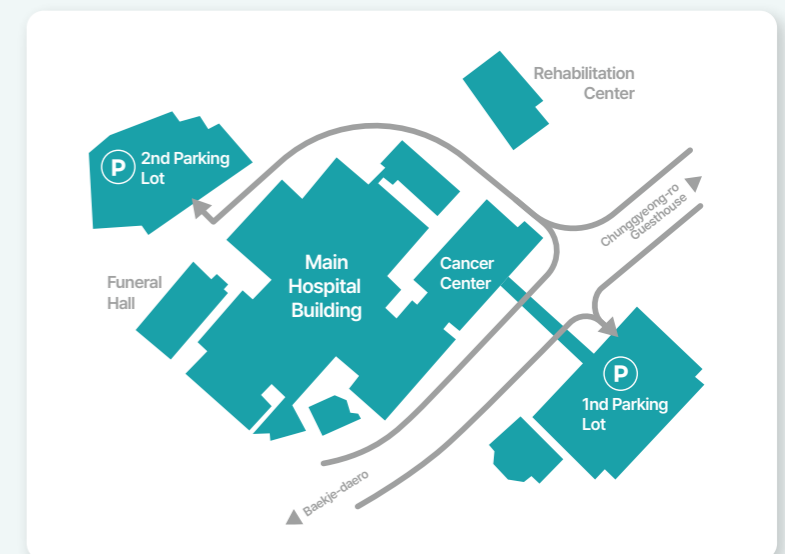 Rehabilitation
Center
P
2nd Parking
Lot
Chunggyeong-ro
Guesthouse
Main
Hospital
Building
Cancer
Center
Funeral
Hall
P
1nd Parking
Lot
Baekje-daero